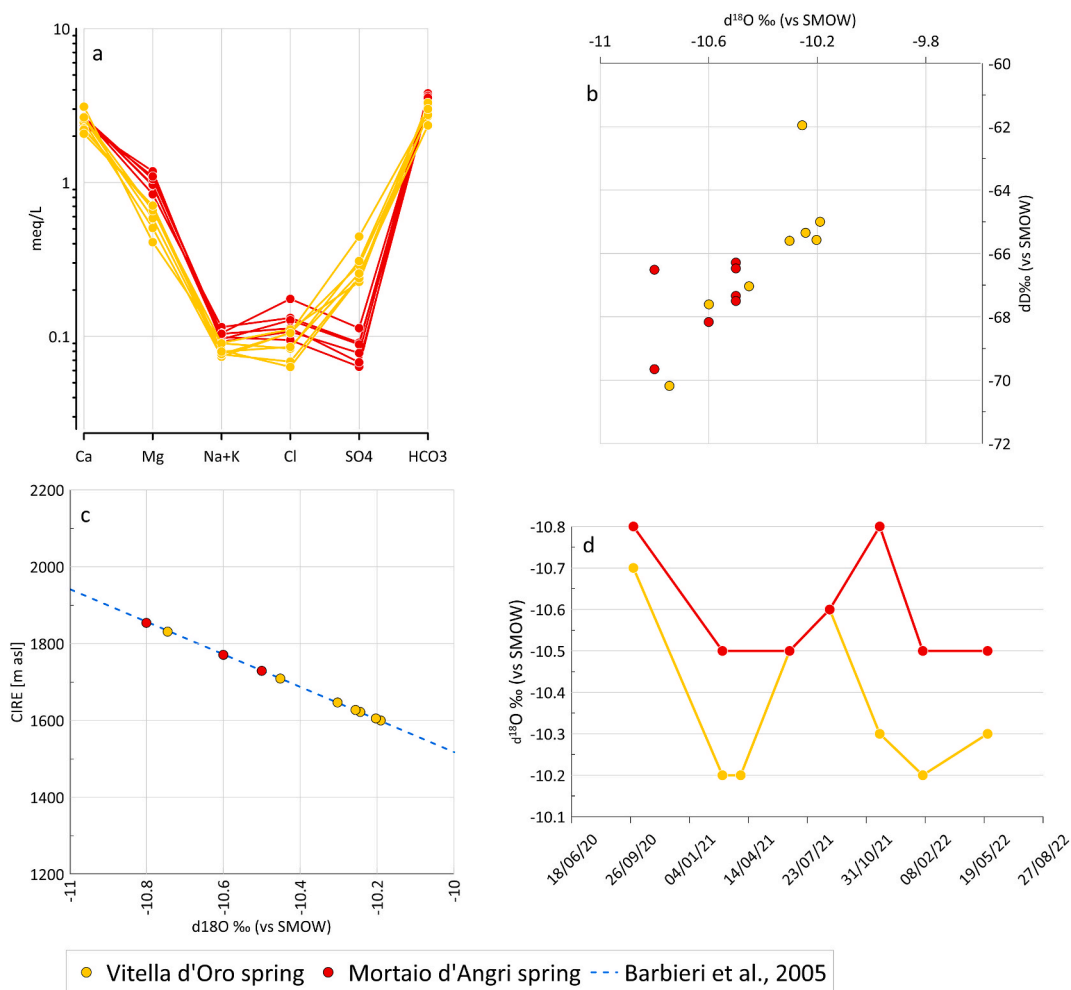 a
10
1
0.1
meq/L
Ca Mg Na+K Cl SO4 HCO3
d¹⁸O ‰ (vs SMOW)
-11 -10.6 -10.2 -9.8
b
-60
-62
-64
-66
-68
-70
-72
dD‰ (vs SMOW)
c
2200
2000
1800
1600
1400
1200
CIRE [m asl]
-11 -10.8 -10.6 -10.4 -10.2 -10
d18O ‰ (vs SMOW)
d
-10.8
-10.7
-10.6
-10.5
-10.4
-10.3
-10.2
-10.1
d¹⁸O ‰ (vs SMOW)
18/06/20 26/09/20 04/01/21 14/04/21 23/07/21 31/10/21 08/02/22 19/05/22 27/08/22
Vitella d'Oro spring Mortaio d'Angri spring Barbieri et al., 2005